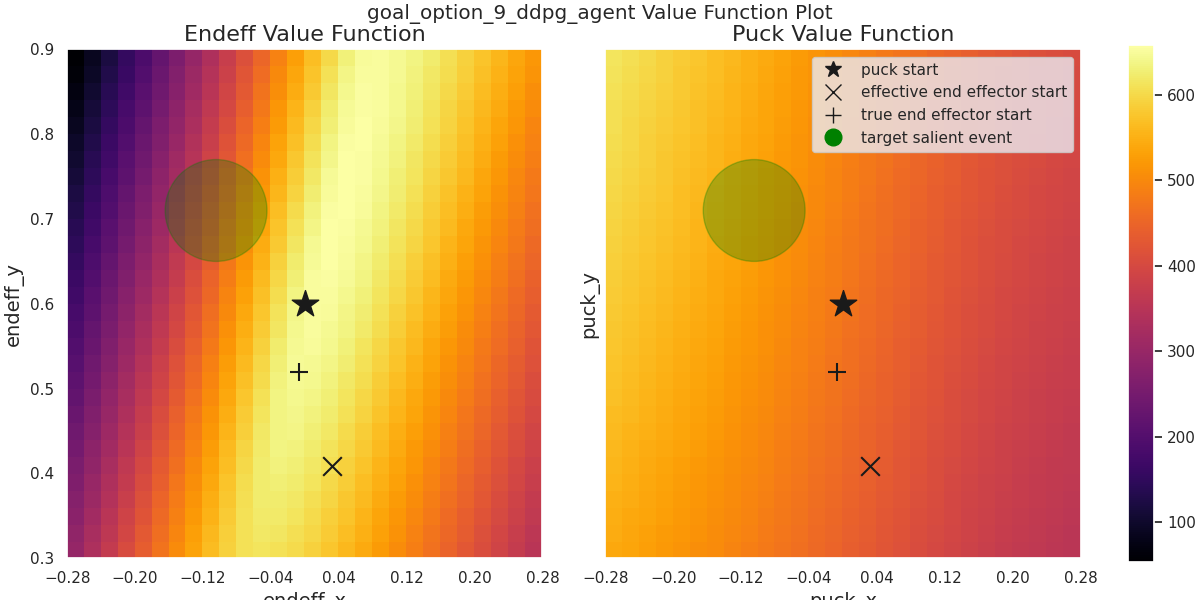 goal_option_9_ddpg_agent Value Function Plot
Endeff Value Function
Puck Value Function
0.9
0.8
0.7
0.6
0.5
0.4
0.3
endeff_y
−0.28 −0.20 −0.12 −0.04 0.04 0.12 0.20 0.28
endeff_x
puck_y
puck start
effective end effector start
true end effector start
target salient event
−0.28 −0.20 −0.12 −0.04 0.04 0.12 0.20 0.28
puck_x
600
500
400
300
200
100